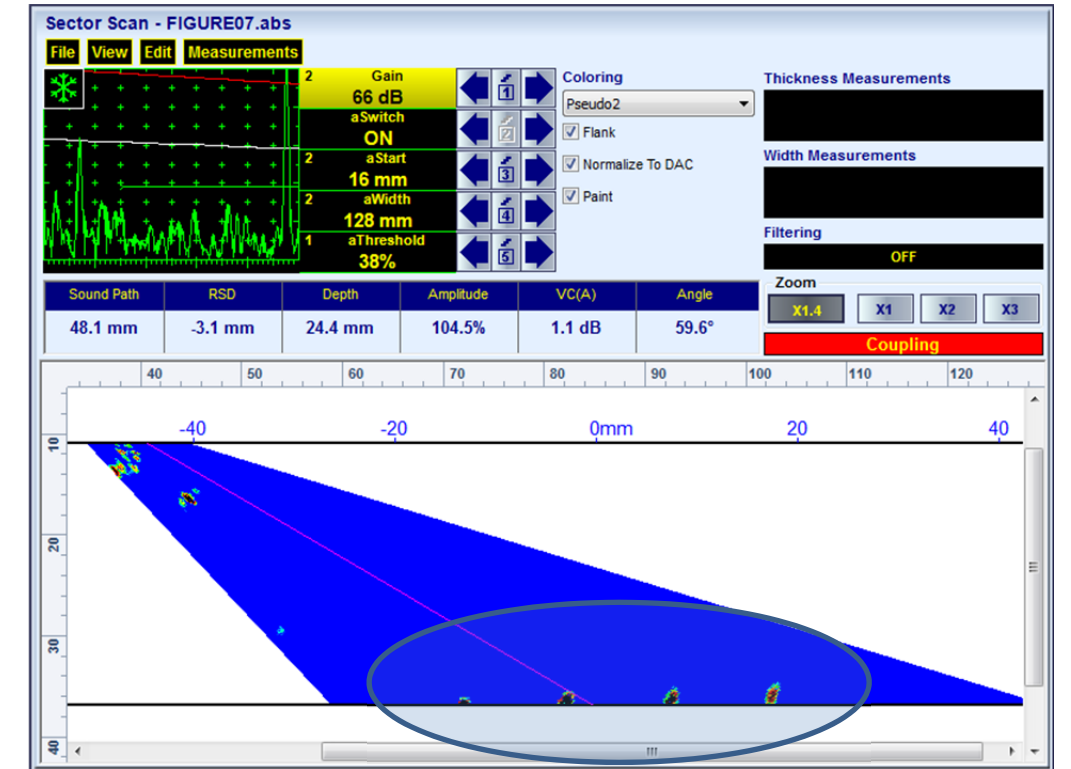 Sector Scan - FIGURE07.abs
File View Edit Measurements
2 Gain
66 dB
1
aSwitch
ON
2
2 aStart
16 mm
3
2 aWidth
128 mm
4
1 aThreshold
38%
5
Coloring
Pseudo2
Flank
Normalize To DAC
Paint
Thickness Measurements
Width Measurements
Filtering
OFF
Zoom
X1.4 X1 X2 X3
Coupling
Sound Path RSD Depth Amplitude VC(A) Angle
48.1 mm -3.1 mm 24.4 mm 104.5% 1.1 dB 59.6°
40 50 60 70 80 90 100 110 120
-40 -20 0mm 20 40
10
20
30
40